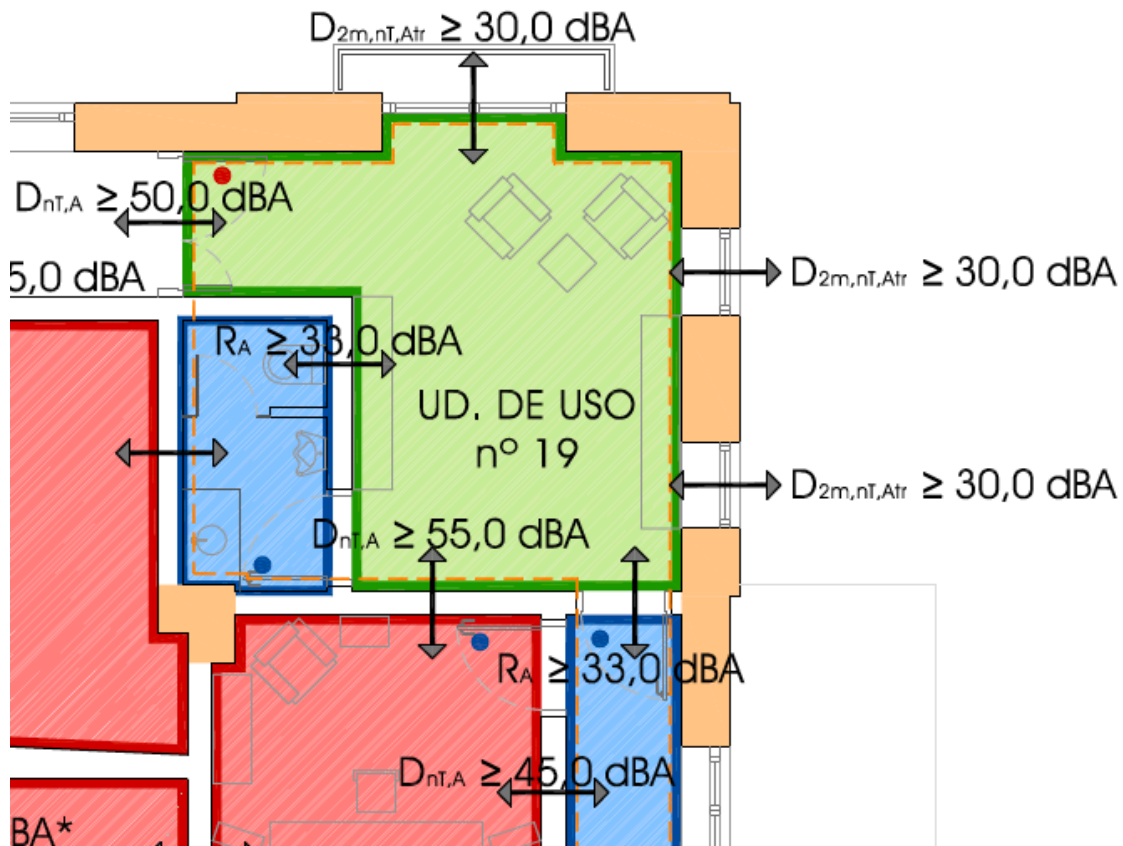 D2m,nT,Atr ≥ 30,0 dBA
DnT,A ≥ 50,0 dBA
D2m,nT,Atr ≥ 30,0 dBA
5,0 dBA
RA ≥ 33,0 dBA
UD. DE USO
nº 19
D2m,nT,Atr ≥ 30,0 dBA
DnT,A ≥ 55,0 dBA
RA ≥ 33,0 dBA
DnT,A ≥ 45,0 dBA
BA*